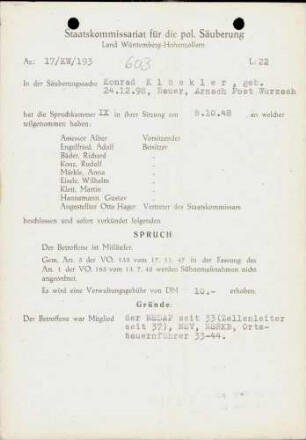 Staatskommissariat für die pol. Säuberung
Land Württemberg-Hohenzollern
Az: 17/KW/193 603 L: 22
In der Säuberungssache Konrad Kläckler, geb.
24.12.98, Bauer, Arnach Post Wurzach
hat die Spruchkammer IX in ihrer Sitzung am 8.10.48 an welcher
teilgenommen haben:
Assessor Alber Vorsitzender
Engelfried, Adolf Beisitzer
Bäder, Richard "
Konz, Rudolf "
Märkle, Anna "
Eisele, Wilhelm "
Klett, Martin "
Hannemann, Gustav "
Angestellter Otto Hager Vertreter des Staatskommissars
beschlossen und sofort verkündet folgenden
SPRUCH
Der Betroffene ist Mitläufer.
Gem. Art. 3 der VO. 133 vom 17. 11. 47 in der Fassung des
Art. 1 der VO. 165 vom 13. 7. 48 werden Sühnemaßnahmen nicht
angeordnet.
Es wird eine Verwaltungsgebühr von DM 10.- erhoben.
Gründe:
Der Betroffene war Mitglied der NSDAP seit 33(Zellenleiter
seit 37), NSV, NSRKB, Orts-
bauernführer 33-44.